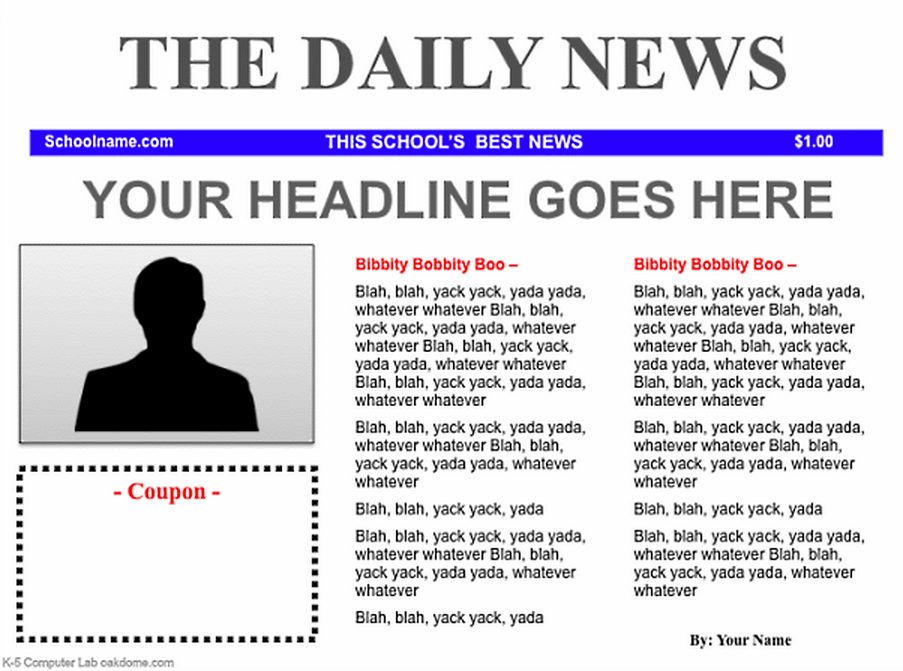 THE DAILY NEWS
Schoolname.com THIS SCHOOL'S BEST NEWS $1.00
YOUR HEADLINE GOES HERE
- Coupon -
Bibbity Bobbity Boo –
Blah, blah, yack yack, yada yada,
whatever whatever Blah, blah,
yack yack, yada yada, whatever
whatever Blah, blah, yack yack,
yada yada, whatever whatever
Blah, blah, yack yack, yada yada,
whatever whatever
Blah, blah, yack yack, yada yada,
whatever whatever Blah, blah,
yack yack, yada yada, whatever
whatever
Blah, blah, yack yack, yada
Blah, blah, yack yack, yada yada,
whatever whatever Blah, blah,
yack yack, yada yada, whatever
whatever
Blah, blah, yack yack, yada
Bibbity Bobbity Boo –
Blah, blah, yack yack, yada yada,
whatever whatever Blah, blah,
yack yack, yada yada, whatever
whatever Blah, blah, yack yack,
yada yada, whatever whatever
Blah, blah, yack yack, yada yada,
whatever whatever
Blah, blah, yack yack, yada yada,
whatever whatever Blah, blah,
yack yack, yada yada, whatever
whatever
Blah, blah, yack yack, yada
Blah, blah, yack yack, yada yada,
whatever whatever Blah, blah,
yack yack, yada yada, whatever
whatever
By: Your Name
K-5 Computer Lab oakdome.com